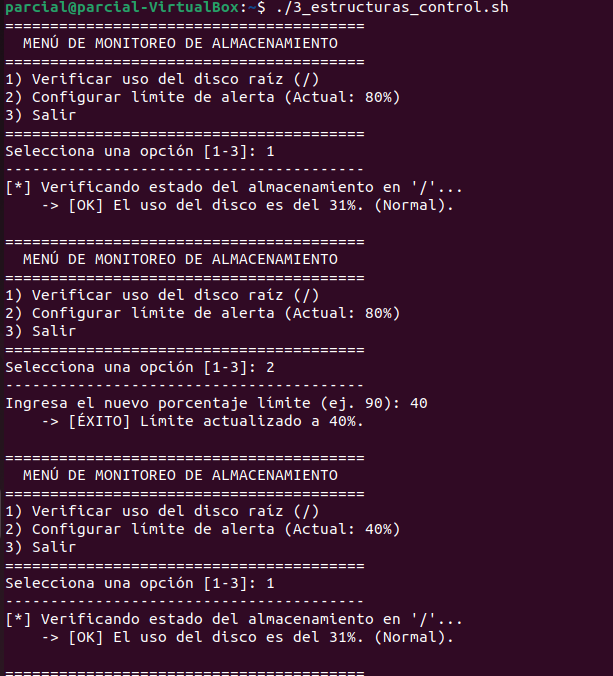 parcial@parcial-VirtualBox:~$ ./3_estructuras_control.sh
========================================
  MENÚ DE MONITOREO DE ALMACENAMIENTO
========================================
1) Verificar uso del disco raíz (/)
2) Configurar límite de alerta (Actual: 80%)
3) Salir
========================================
Selecciona una opción [1-3]: 1
----------------------------------------
[*] Verificando estado del almacenamiento en '/'...
    -> [OK] El uso del disco es del 31%. (Normal).

========================================
  MENÚ DE MONITOREO DE ALMACENAMIENTO
========================================
1) Verificar uso del disco raíz (/)
2) Configurar límite de alerta (Actual: 80%)
3) Salir
========================================
Selecciona una opción [1-3]: 2
----------------------------------------
Ingresa el nuevo porcentaje límite (ej. 90): 40
    -> [ÉXITO] Límite actualizado a 40%.

========================================
  MENÚ DE MONITOREO DE ALMACENAMIENTO
========================================
1) Verificar uso del disco raíz (/)
2) Configurar límite de alerta (Actual: 40%)
3) Salir
========================================
Selecciona una opción [1-3]: 1
----------------------------------------
[*] Verificando estado del almacenamiento en '/'...
    -> [OK] El uso del disco es del 31%. (Normal).

========================================